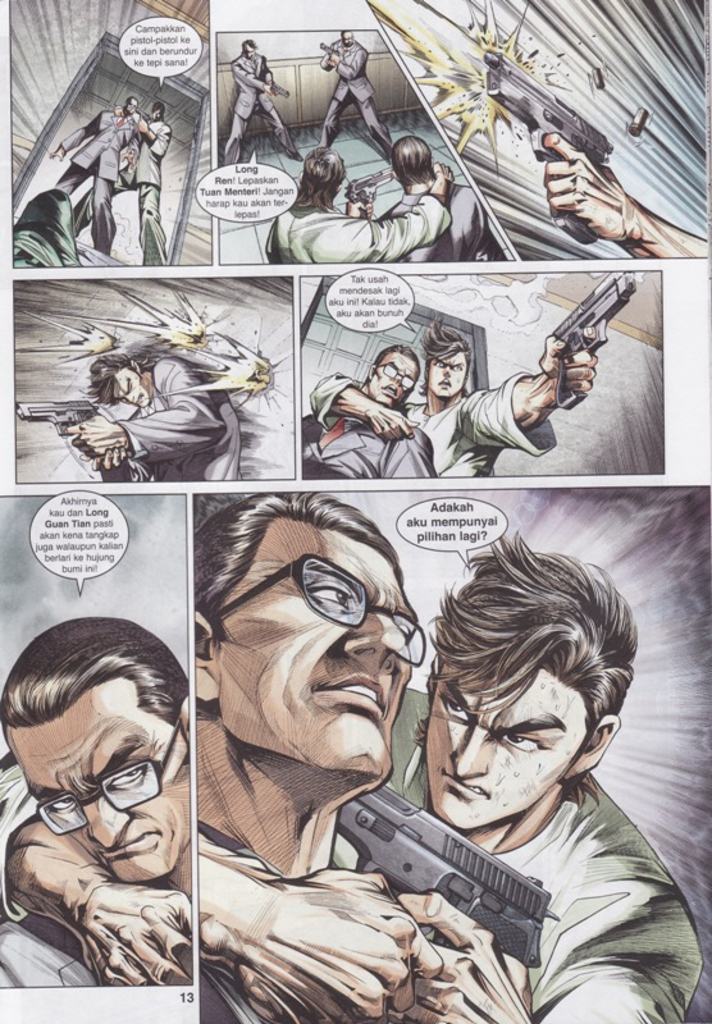 Campakkan
pistol-pistol ke
sini dan berundur
ke tepi sana!
Long
Ren! Lepaskan
Tuan Menteri! Jangan
harap kau akan ter-
lepas!
Tak usah
mendesak lagi
aku ini! Kalau tidak,
aku akan bunuh
dia!
Akhirnya
kau dan Long
Guan Tian pasti
akan kena tangkap
juga walaupun kalian
berlari ke hujung
bumi ini!
Adakah
aku mempunyai
pilihan lagi?
13